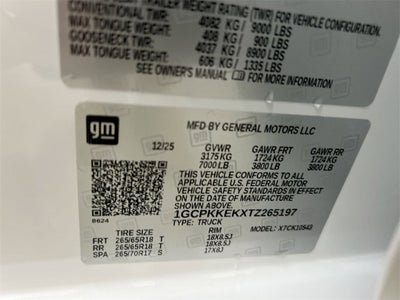 MAXIMUM TRAILER WEIGHT RATING (TWR) FOR VEHICLE CONFIGURATION.
CONVENTIONAL TWR: 4082 KG / 9000 LBS
MAX TONGUE WEIGHT: 408 KG / 900 LBS
GOOSENECK TWR: 4037 KG / 8900 LBS
MAX TONGUE WEIGHT: 606 KG / 1335 LBS
SEE OWNER'S MANUAL FOR ADDITIONAL INFORMATION.
gm
MFD BY GENERAL MOTORS LLC
12/25 GVWR GAWR FRT GAWR RR
3175 KG 1724 KG 1724 KG
7000 LB 3800 LB 3800 LB
THIS VEHICLE CONFORMS TO ALL
APPLICABLE U.S. FEDERAL MOTOR
VEHICLE SAFETY STANDARDS IN EFFECT
ON THE DATE OF MANUFACTURE SHOWN ABOVE.
1GCPKKEKXTZ265197
8624
TYPE: TRUCK X7CK10543
TIRE SIZE RIM
FRT 265/65R18 T 18X8.5J
RR 265/65R18 T 18X8.5J
SPA 265/70R17 S 17X8J